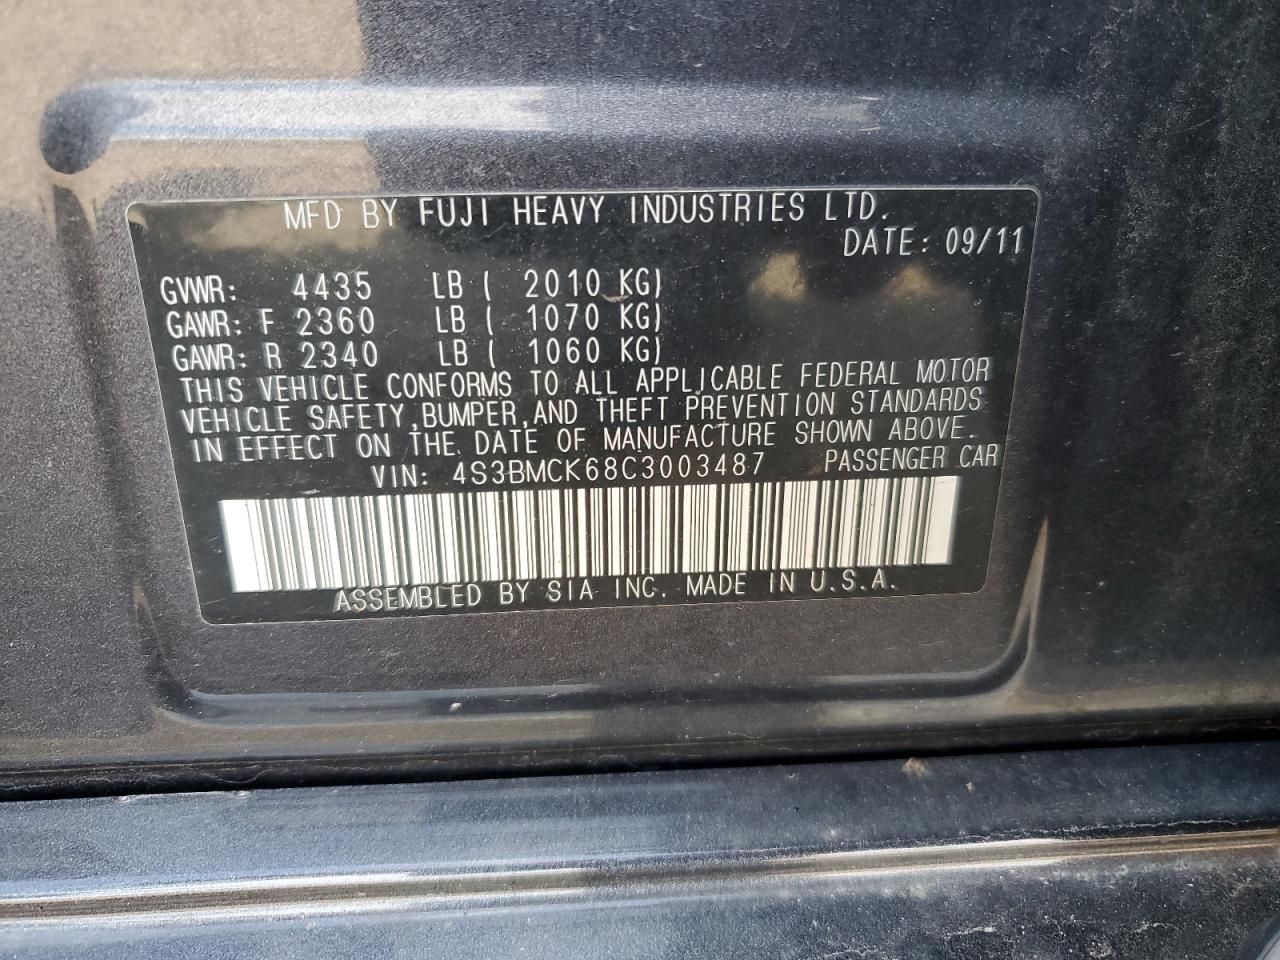 MFD BY FUJI HEAVY INDUSTRIES LTD.
DATE: 09/11
GVWR: 4435 LB ( 2010 KG)
GAWR: F 2360 LB ( 1070 KG)
GAWR: R 2340 LB ( 1060 KG)
THIS VEHICLE CONFORMS TO ALL APPLICABLE FEDERAL MOTOR
VEHICLE SAFETY, BUMPER, AND THEFT PREVENTION STANDARDS
IN EFFECT ON THE DATE OF MANUFACTURE SHOWN ABOVE.
VIN: 4S3BMCK68C3003487 PASSENGER CAR
ASSEMBLED BY SIA INC. MADE IN U.S.A.